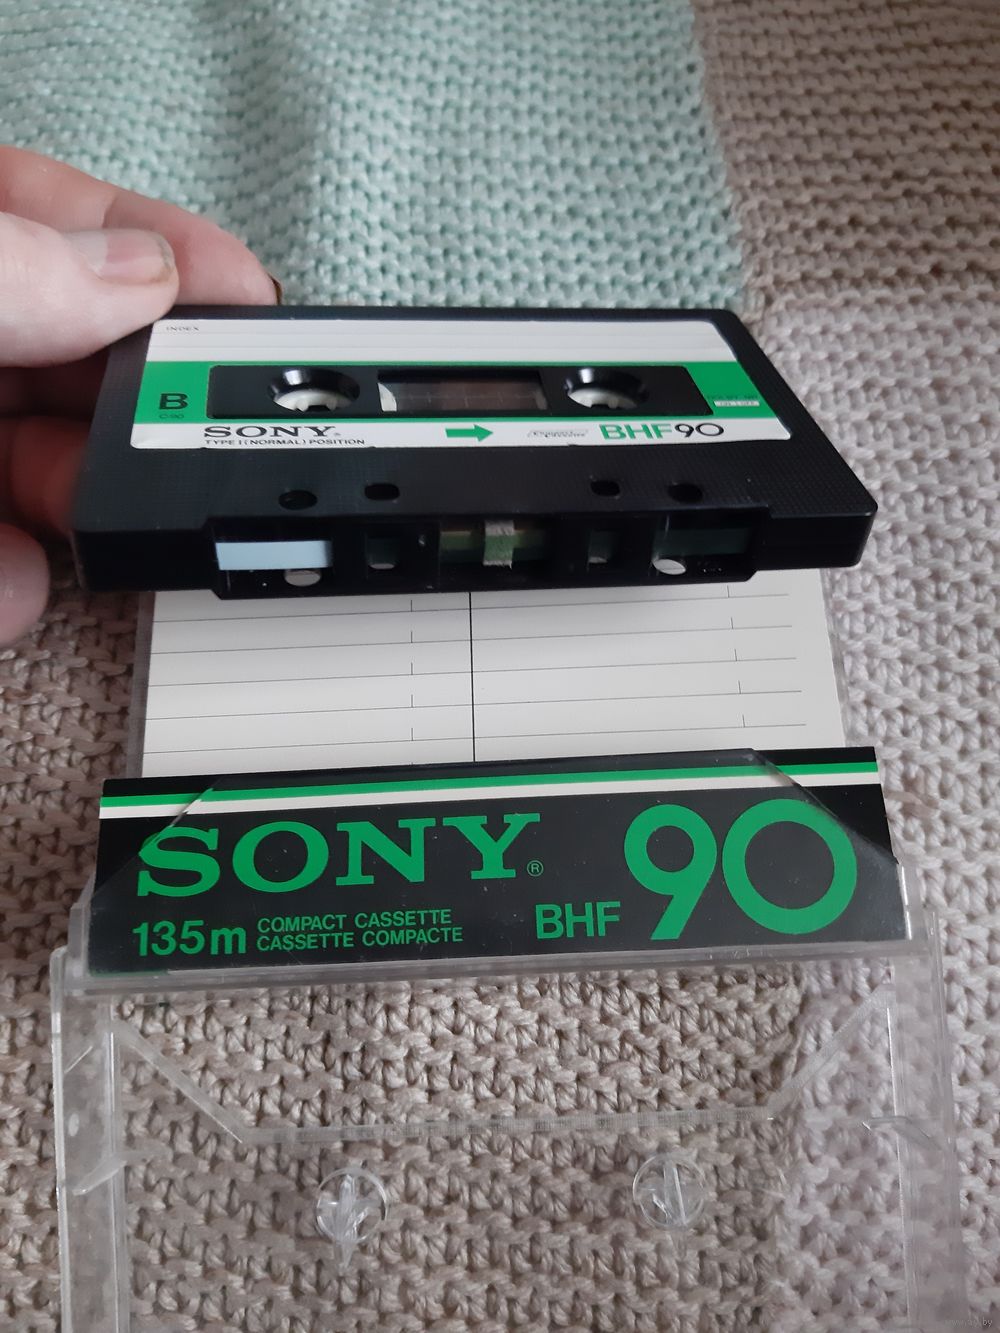 INDEX
B
C-90
SONY®
TYPE I (NORMAL) POSITION
BHF90
SONY®
90
135m
COMPACT CASSETTE
CASSETTE COMPACTE
BHF